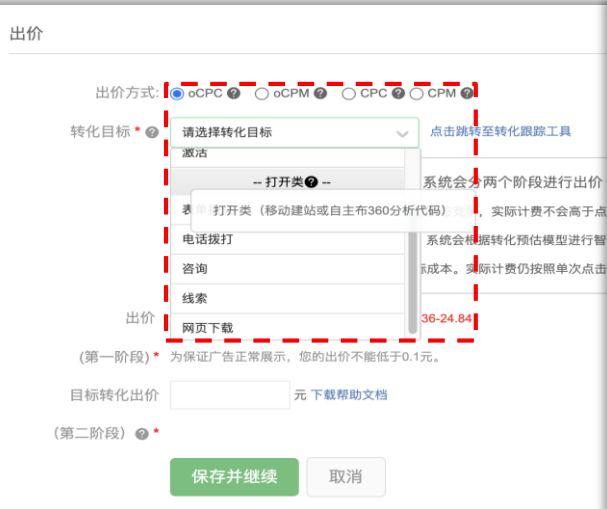 出价
出价方式: oCPC oCPM CPC CPM
转化目标 * 请选择转化目标 点击跳转至转化跟踪工具
激活
-- 打开类 --
系统会分两个阶段进行出价
表单
打开类（移动建站或自主布360分析代码）
，实际计费不会高于点
电话拨打 系统会根据转化预估模型进行智
咨询 标成本。实际计费仍按照单次点击
线索
出价 36-24.84
网页下载
(第一阶段) * 为保证广告正常展示，您的出价不能低于0.1元。
目标转化出价 元 下载帮助文档
(第二阶段) *
保存并继续 取消